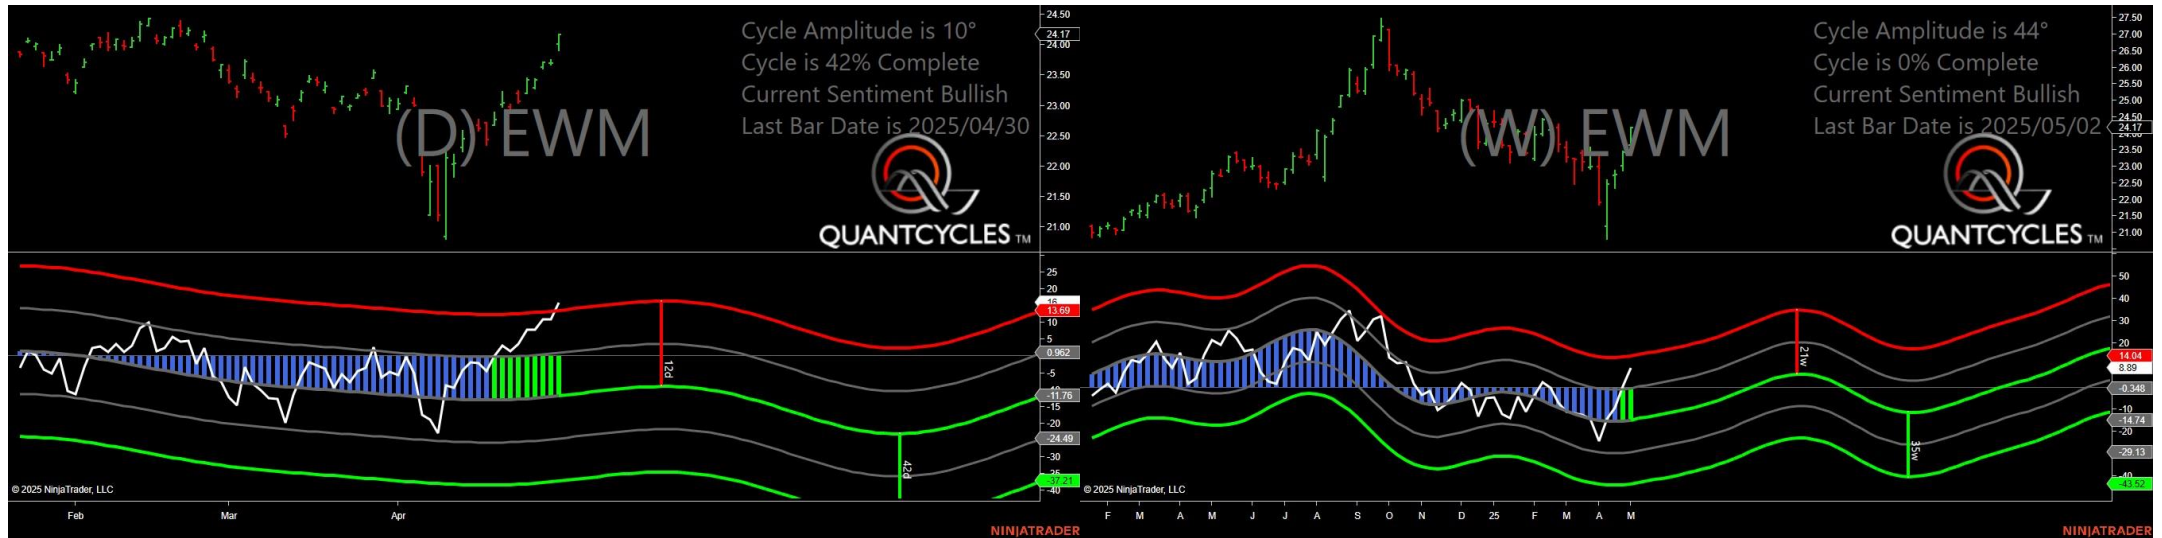 Cycle Amplitude is 10°
Cycle is 42% Complete
Current Sentiment Bullish
Last Bar Date is 2025/04/30
(D) EWM
QUANTCYCLES TM
24.50
24.17
24.00
23.50
23.00
22.50
22.00
21.50
21.00
25
20
16
13.69
10
5
0.962
-5
-11.76
-15
-20
-24.49
-30
-35
-37.21
-40
12d
42d
© 2025 NinjaTrader, LLC
Feb Mar Apr
NINJATRADER
Cycle Amplitude is 44°
Cycle is 0% Complete
Current Sentiment Bullish
Last Bar Date is 2025/05/02
(W) EWM
QUANTCYCLES TM
27.50
27.00
26.50
26.00
25.50
25.00
24.50
24.17
24.00
23.50
23.00
22.50
22.00
21.50
21.00
50
40
30
20
14.04
8.89
-0.348
-10
-14.74
-20
-29.13
-40
-43.52
21w
35w
© 2025 NinjaTrader, LLC
F M A M J J A S O N D 25 F M A M
NINJATRADER